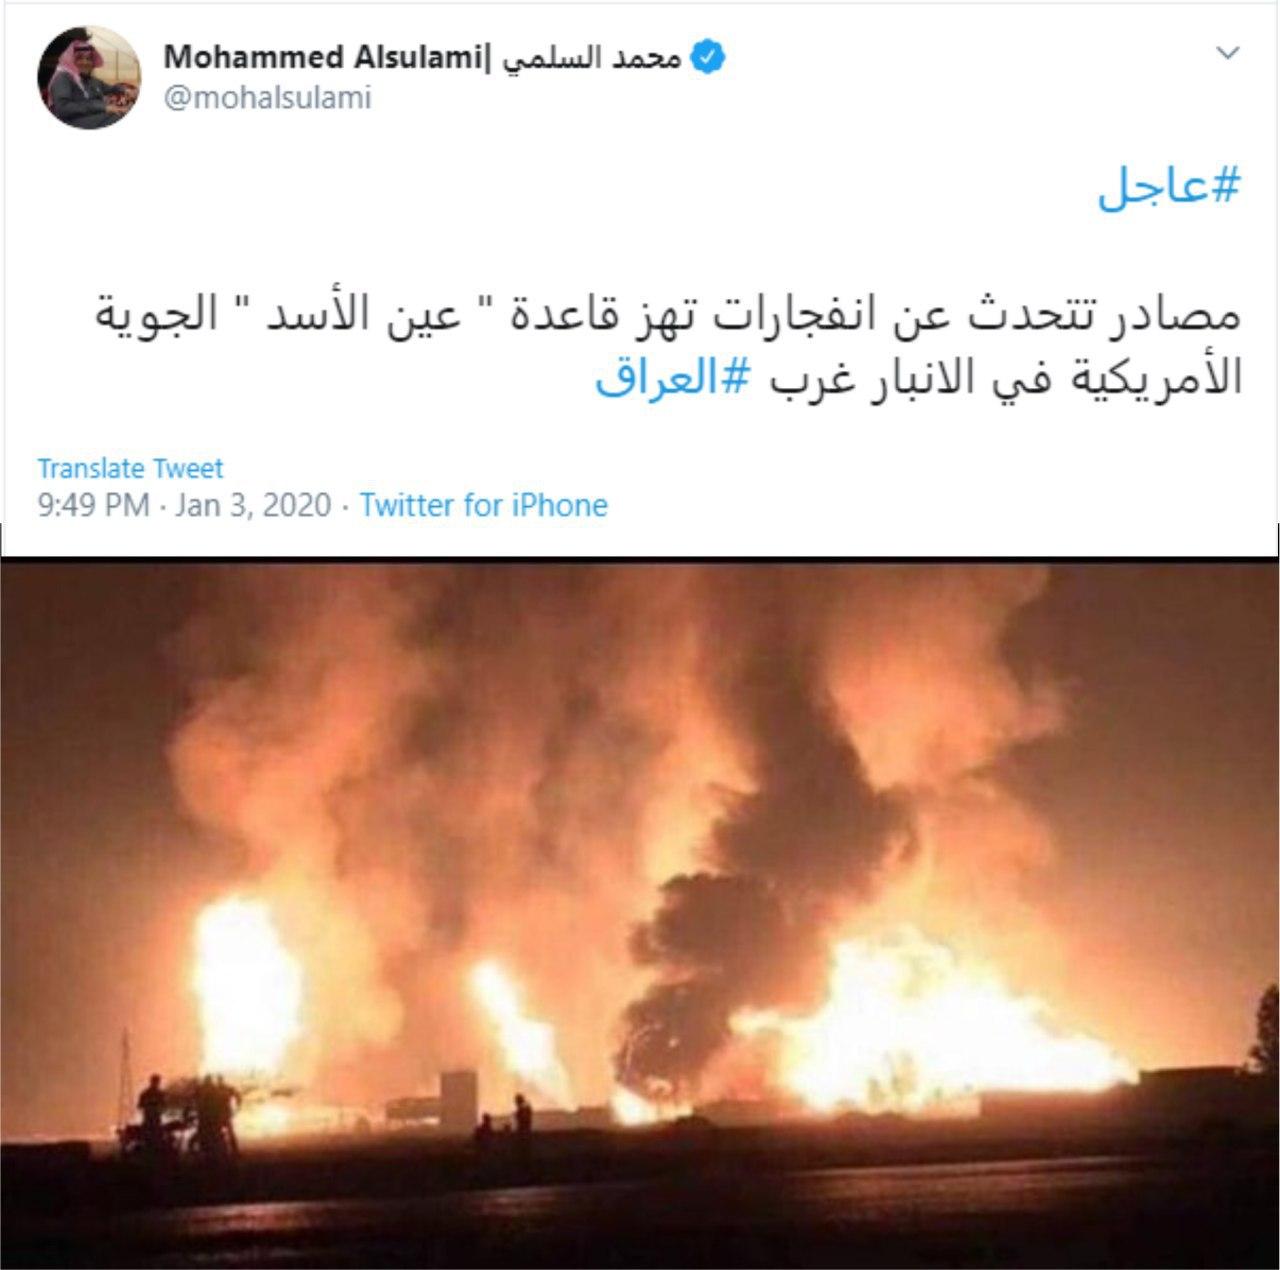 Mohammed Alsulami| محمد السلمي
@mohalsulami
#عاجل
مصادر تتحدث عن انفجارات تهز قاعدة " عين الأسد " الجوية
الأمريكية في الانبار غرب #العراق
Translate Tweet
9:49 PM · Jan 3, 2020 · Twitter for iPhone